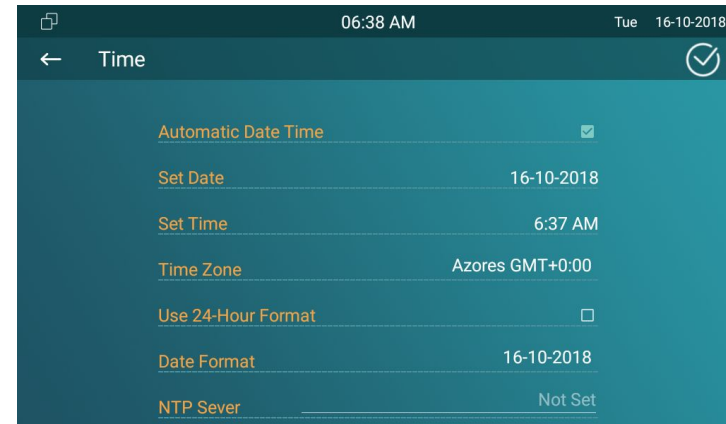 06:38 AM Tue 16-10-2018
Time
Automatic Date Time
Set Date 16-10-2018
Set Time 6:37 AM
Time Zone Azores GMT+0:00
Use 24-Hour Format
Date Format 16-10-2018
NTP Sever Not Set